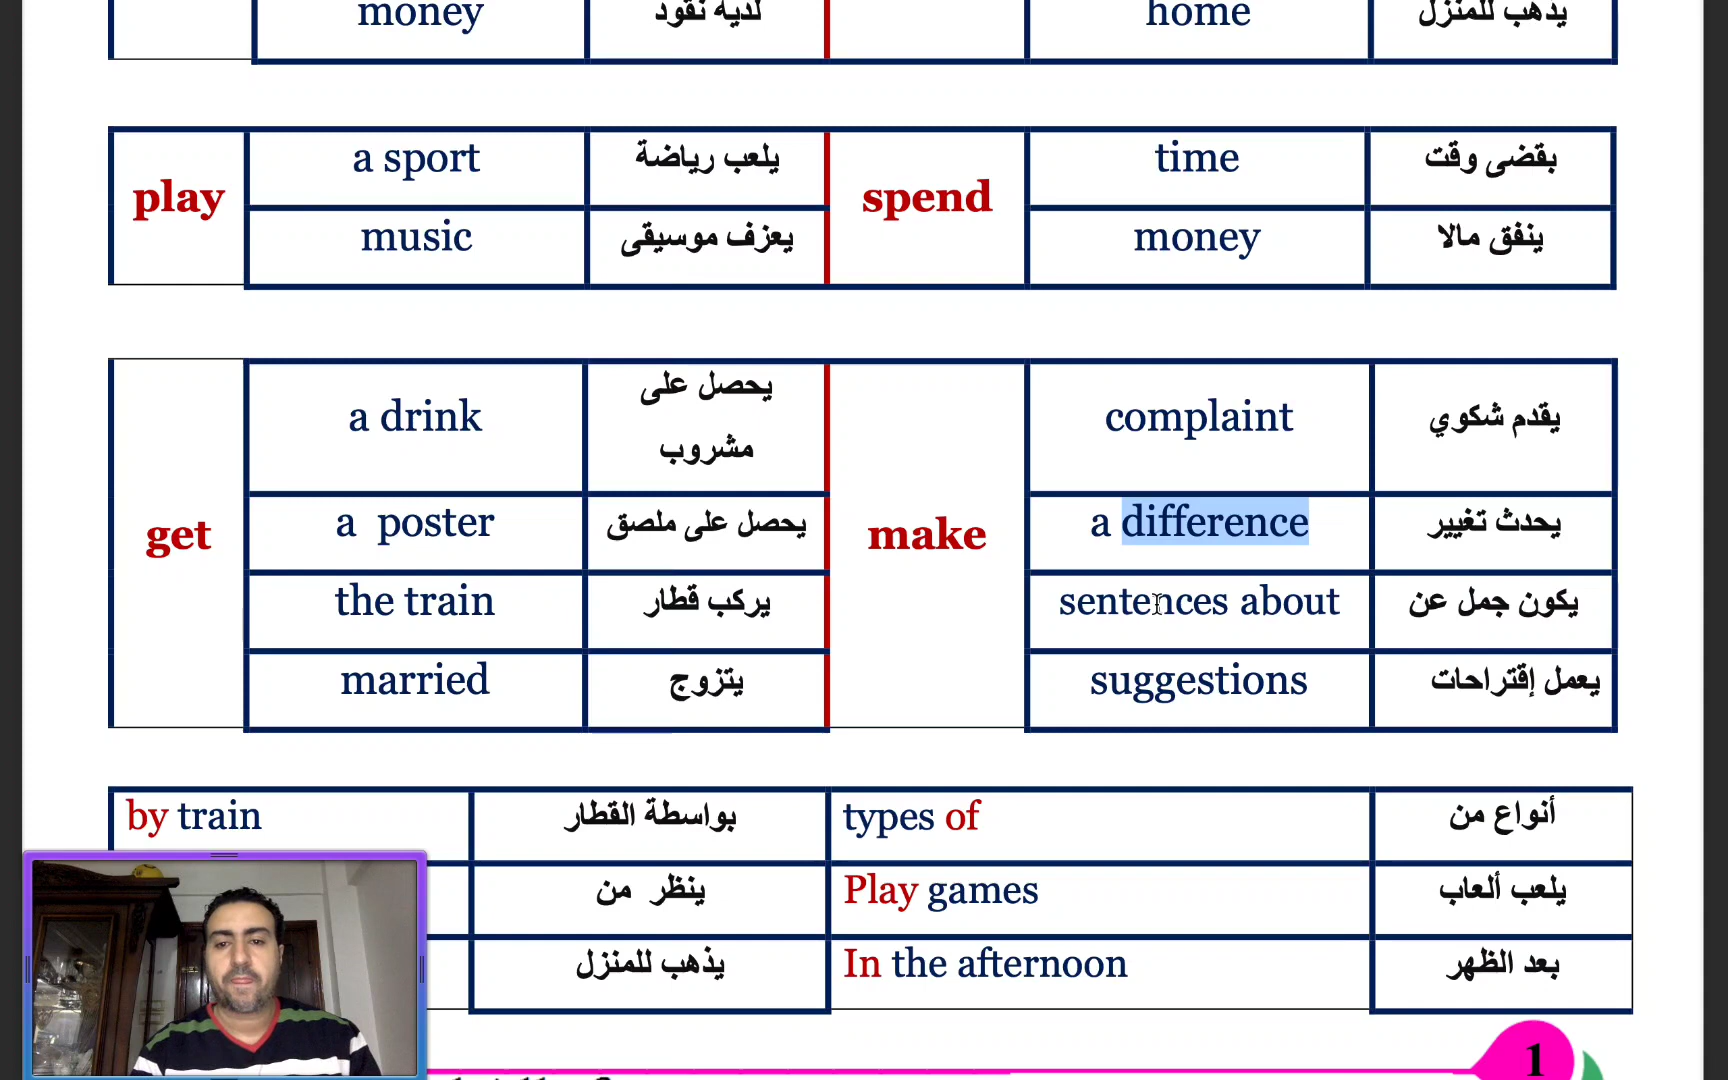 money لديه نقود home يذهب للمنزل
play a sport يلعب رياضة spend time بقضى وقت
music يعزف موسيقى money ينفق مالا
get a drink يحصل على مشروب make complaint يقدم شكوي
a poster يحصل على ملصق a difference يحدث تغيير
the train يركب قطار sentences about يكون جمل عن
married يتزوج suggestions يعمل إقتراحات
by train بواسطة القطار types of أنواع من
ينظر من Play games يلعب ألعاب
يذهب للمنزل In the afternoon بعد الظهر
1